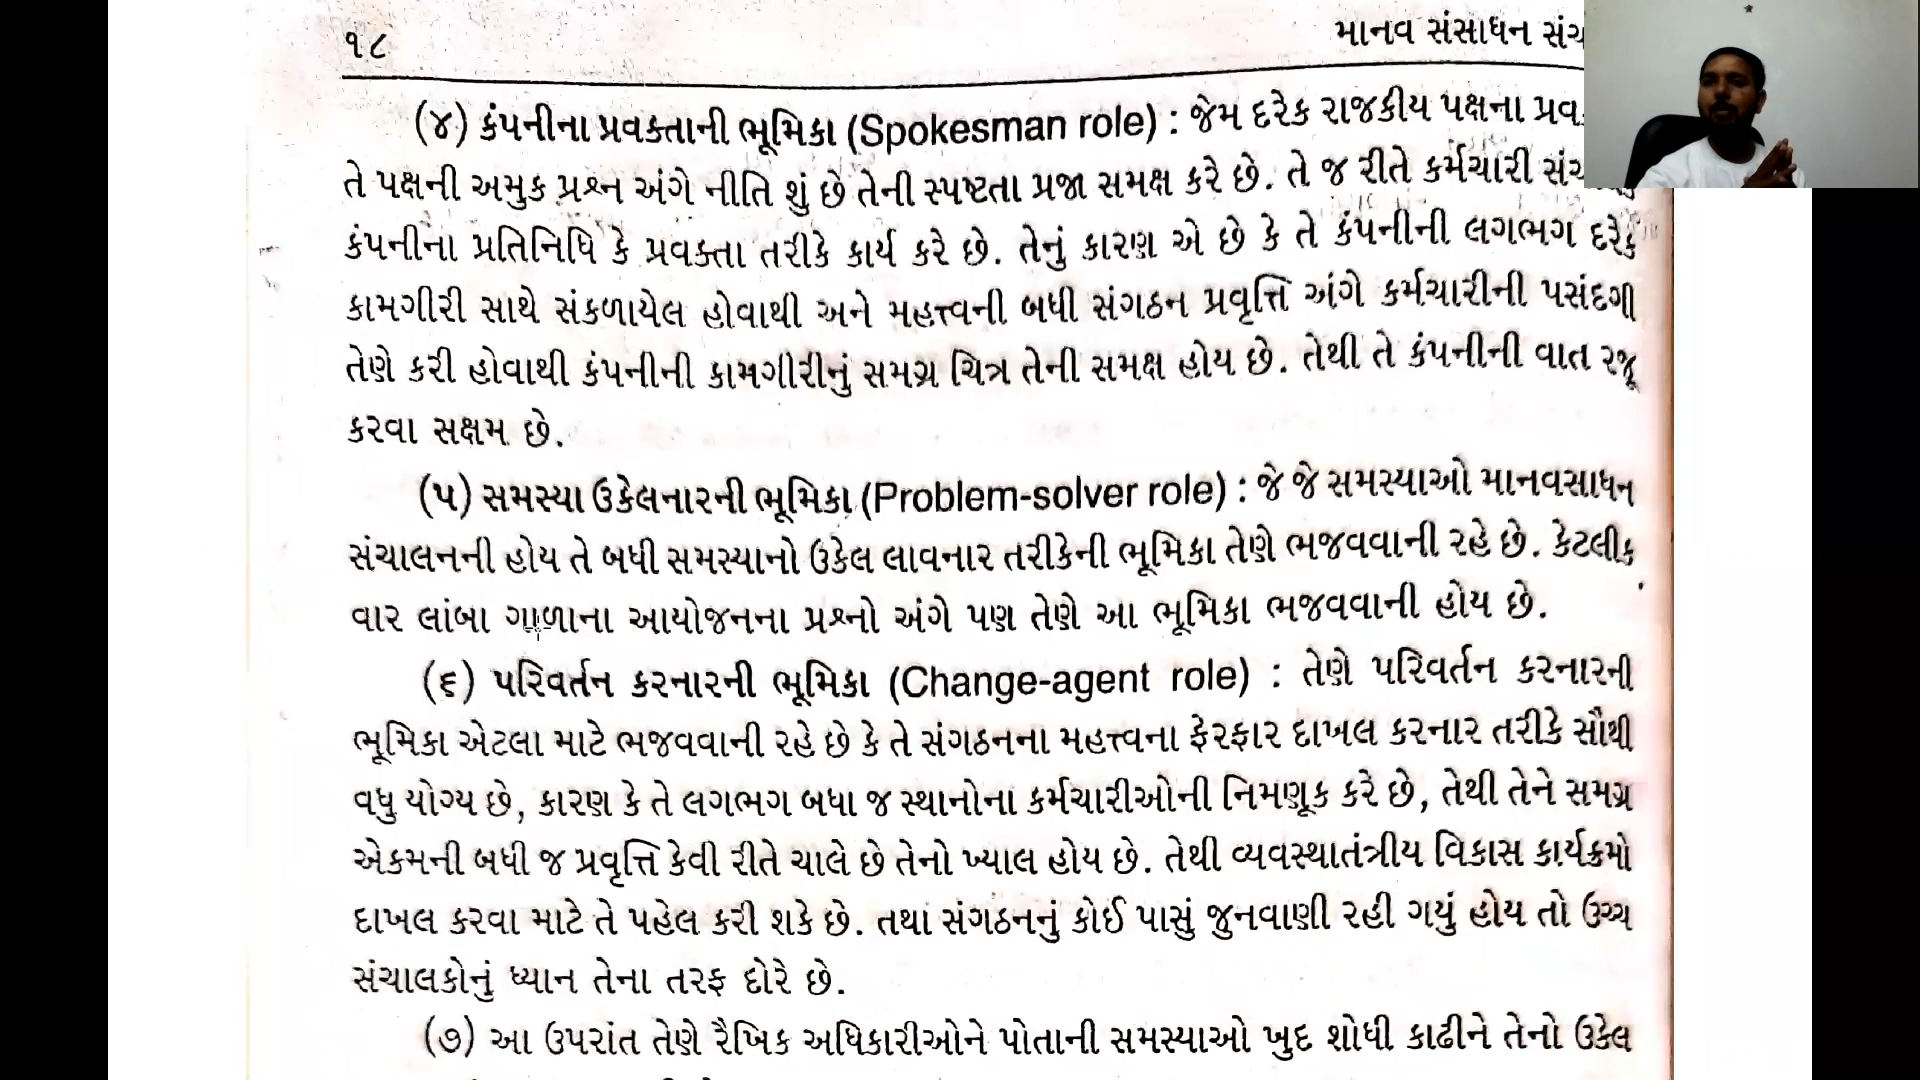 ૧૮
માનવ સંસાધન
(૪) કંપનીના પ્રવક્તાની ભૂમિકા (Spokesman role) : જેમ દરેક રાજકીય પક્ષના
તે પક્ષની અમુક પ્રશ્ન અંગે નીતિ શું છે તેની સ્પષ્ટતા પ્રજા સમક્ષ કરે છે. તે જ રીતે કર્મચારી
કંપનીના પ્રતિનિધિ કે પ્રવક્તા તરીકે કાર્ય કરે છે. તેનું કારણ એ છે કે તે કંપનીની લગભગ દરેક
કામગીરી સાથે સંકળાયેલ હોવાથી અને મહત્ત્વની બધી સંગઠન પ્રવૃત્તિ અંગે કર્મચારીની પસંદગી
તેણે કરી હોવાથી કંપનીની કામગીરીનું સમગ્ર ચિત્ર તેની સમક્ષ હોય છે. તેથી તે કંપનીની વાત રજૂ
કરવા સક્ષમ છે.
(૫) સમસ્યા ઉકેલનારની ભૂમિકા (Problem-solver role) : જે જે સમસ્યાઓ માનવસાધન
સંચાલનની હોય તે બધી સમસ્યાનો ઉકેલ લાવનાર તરીકેની ભૂમિકા તેણે ભજવવાની રહે છે. કેટલીક
વાર લાંબા ગાળાના આયોજનના પ્રશ્નો અંગે પણ તેણે આ ભૂમિકા ભજવવાની હોય છે.
(૬) પરિવર્તન કરનારની ભૂમિકા (Change-agent role) : તેણે પરિવર્તન કરનારની
ભૂમિકા એટલા માટે ભજવવાની રહે છે કે તે સંગઠનના મહત્ત્વના ફેરફાર દાખલ કરનાર તરીકે સૌથી
વધુ યોગ્ય છે, કારણ કે તે લગભગ બધા જ સ્થાનોના કર્મચારીઓની નિમણૂક કરે છે, તેથી તેને સમગ્ર
એકમની બધી જ પ્રવૃત્તિ કેવી રીતે ચાલે છે તેનો ખ્યાલ હોય છે. તેથી વ્યવસ્થાતંત્રીય વિકાસ કાર્યક્રમો
દાખલ કરવા માટે તે પહેલ કરી શકે છે. તથા સંગઠનનું કોઈ પાસું જુનવાણી રહી ગયું હોય તો ઉચ્ચ
સંચાલકોનું ધ્યાન તેના તરફ દોરે છે.
(૭) આ ઉપરાંત તેણે રૈખિક અધિકારીઓને પોતાની સમસ્યાઓ ખુદ શોધી કાઢીને તેનો ઉકેલ